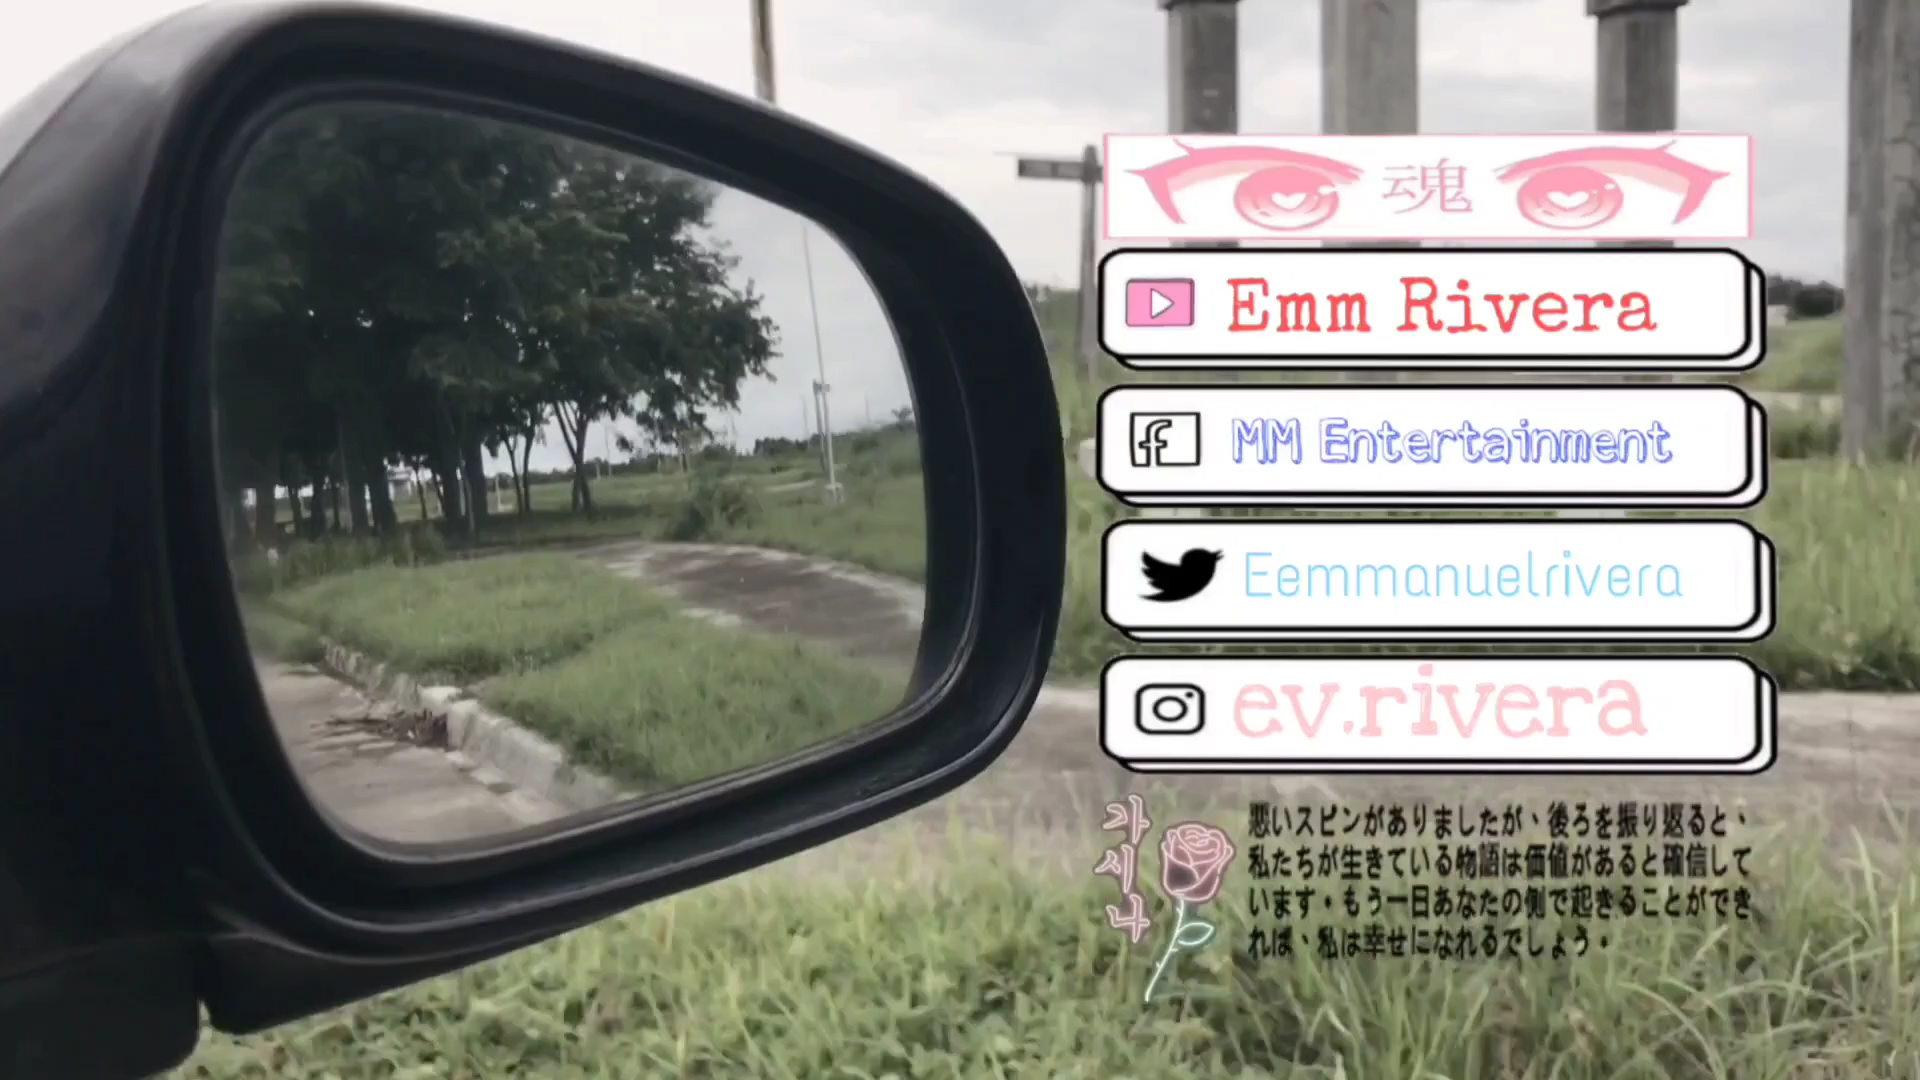 魂
Emm Rivera
MM Entertainment
Eemmanuelrivera
ev.rivera
가시나
悪いスピンがありましたが、後ろを振り返ると、
私たちが生きている物語は価値があると確信して
います。もう一日あなたの側で起きることができ
れば、私は幸せになれるでしょう。